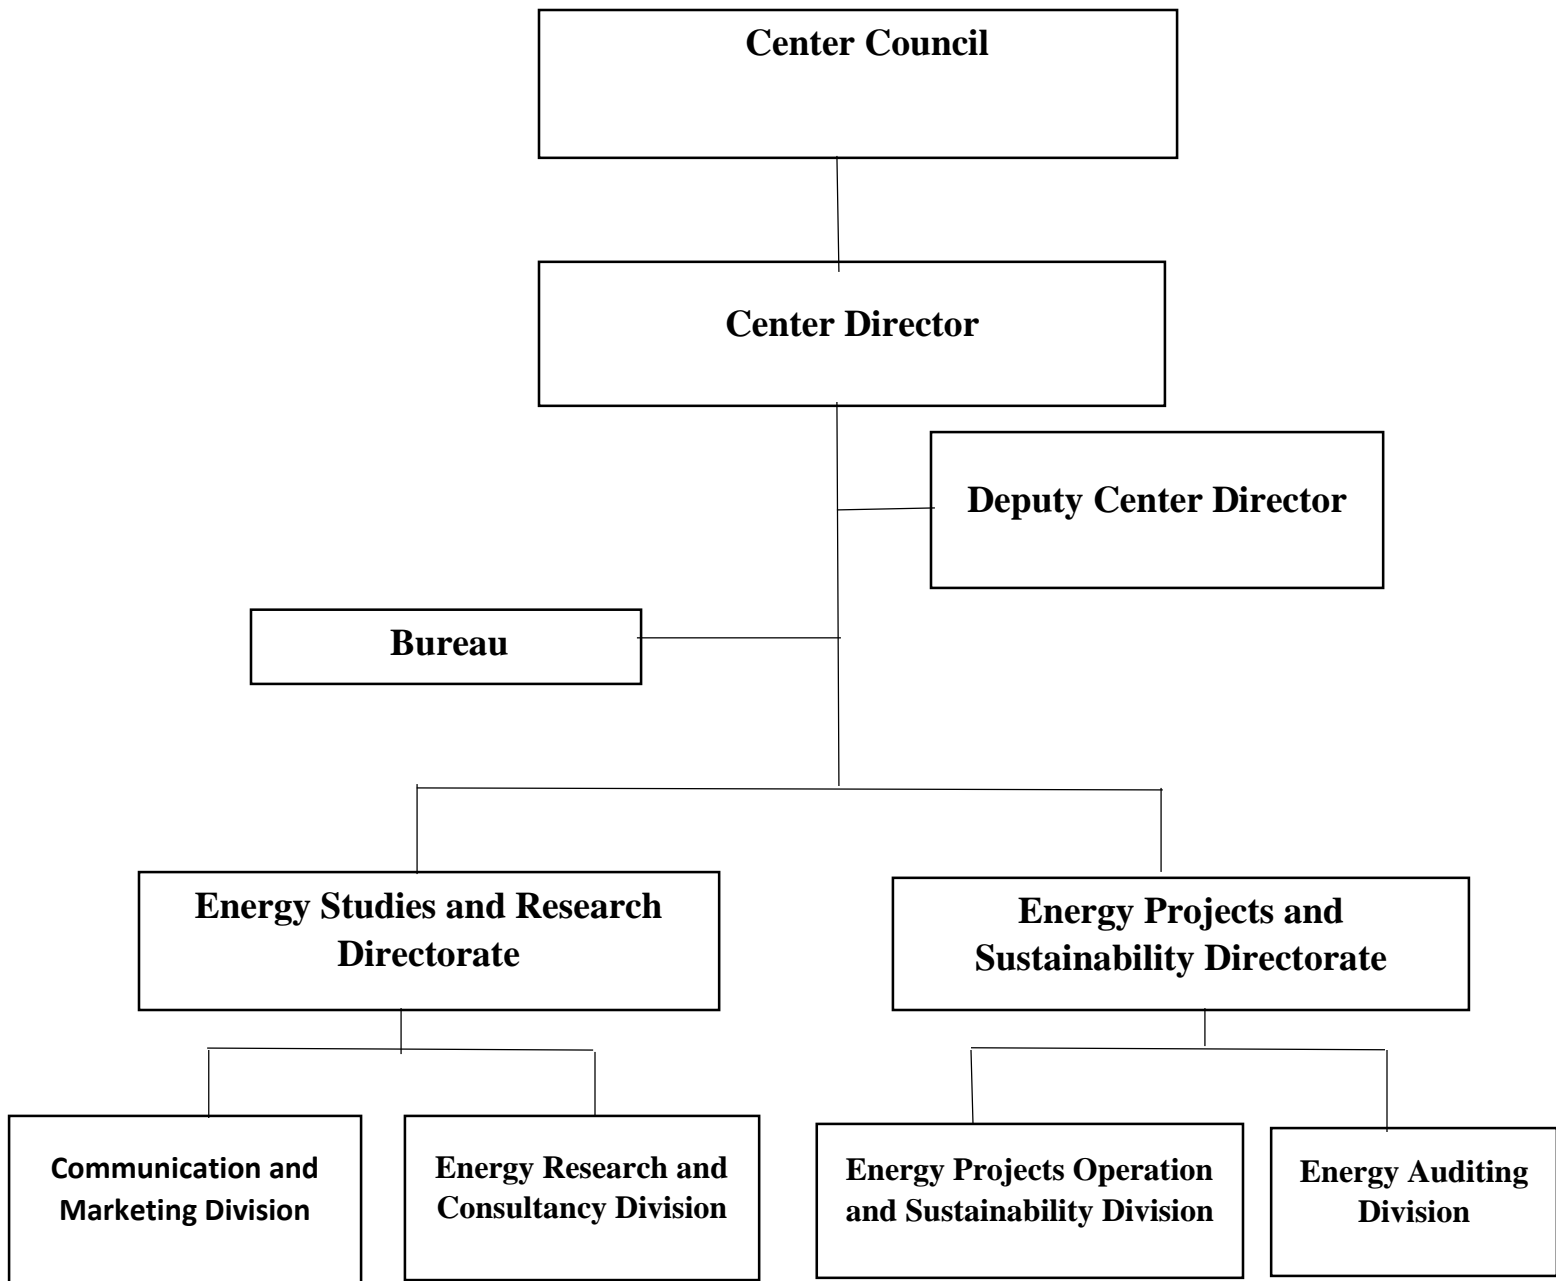 Center Council
Center Director
Deputy Center Director
Bureau
Energy Studies and Research
Directorate
Energy Projects and
Sustainability Directorate
Communication and
Marketing Division
Energy Research and
Consultancy Division
Energy Projects Operation
and Sustainability Division
Energy Auditing
Division